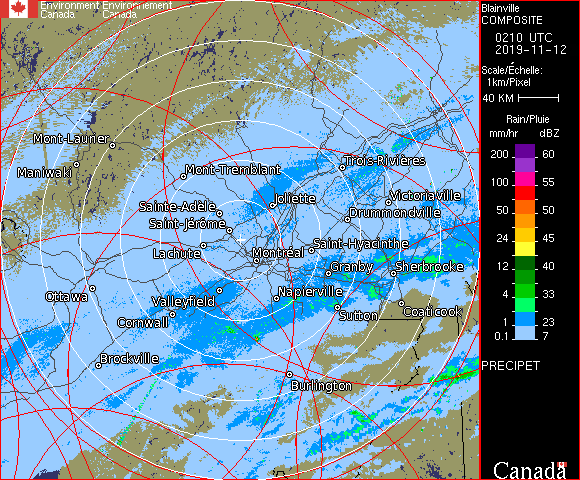 Environment Environnement
Canada Canada
Blainville
COMPOSITE
0210 UTC
2019-11-12
Scale/Échelle:
1km/Pixel
40 KM
Rain/Pluie
mm/hr dBZ
200 60
100 55
50 50
24 45
12 40
4 33
1 23
0.1 7
PRECIPET
Canada
Mont-Laurier
Maniwaki
Mont-Tremblant
Trois-Rivières
Sainte-Adèle
Joliette
Victoriaville
Drummondville
Saint-Jérôme
Lachute
Montréal
Saint-Hyacinthe
Granby
Sherbrooke
Ottawa
Valleyfield
Napierville
Cornwall
Sutton
Coaticook
Brockville
Burlington